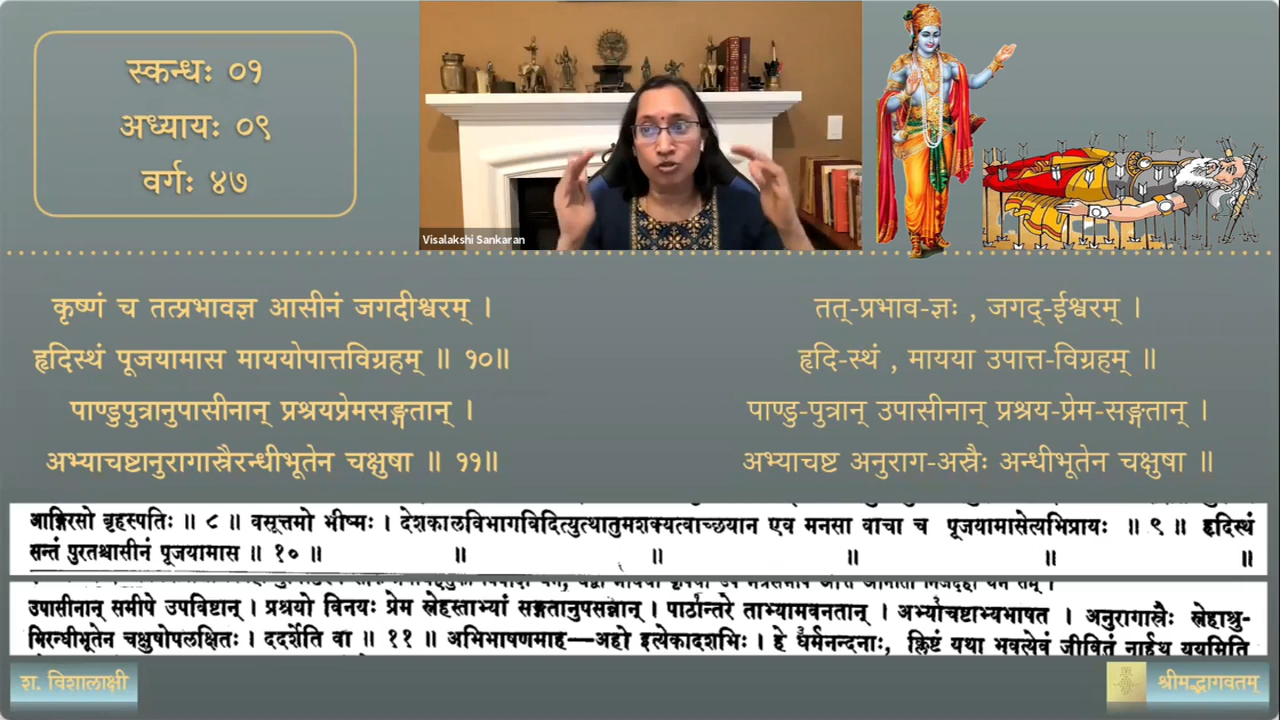 स्कन्धः ०१
अध्यायः ०९
वर्गः ४७
Visalakshi Sankaran
कृष्णं च तत्प्रभावज्ञ आसीनं जगदीश्वरम् ।
हृदिस्थं पूजयामास माययोपात्तविग्रहम् ॥ १०॥
पाण्डुपुत्रानुपासीनान् प्रश्रयप्रेमसङ्गतान् ।
अभ्याचष्टानुरागास्रैरन्धीभूतेन चक्षुषा ॥ ११॥
तत्-प्रभाव-ज्ञः , जगद्-ईश्वरम् ।
हृदि-स्थं , मायया उपात्त-विग्रहम् ॥
पाण्डु-पुत्रान् उपासीनान् प्रश्रय-प्रेम-सङ्गतान् ।
अभ्याचष्ट अनुराग-अस्रैः अन्धीभूतेन चक्षुषा ॥
आङ्गिरसो बृहस्पतिः ॥ ८ ॥ वसूत्तमो भीष्मः । देशकालविभागविदित्युत्थातुमशक्यत्वाच्छयान एव मनसा वाचा च पूजयामासेत्यभिप्रायः ॥ ९ ॥ हृदिस्थं
सन्तं पुरतश्चासीनं पूजयामास ॥ १० ॥ ॥ ॥ ॥ ॥ ॥
उपासीनान् समीपे उपविष्टान् । प्रश्रयो विनयः प्रेम स्नेहस्ताभ्यां सङ्गतानुपसन्नान् । पाठान्तरे ताभ्यामवनतान् । अभ्याचष्टाभ्यभाषत । अनुरागास्रैः स्नेहाश्रु-
भिरन्धीभूतेन चक्षुषोपलक्षितः । ददर्शेति वा ॥ ११ ॥ अभिभाषणमाह—अहो इत्येकादशभिः । हे धर्मनन्दनाः, क्लिष्टं यथा भवत्येवं जीवितुं नार्हथ यूयमिति
श. विशालाक्षी
श्रीमद्भागवतम्